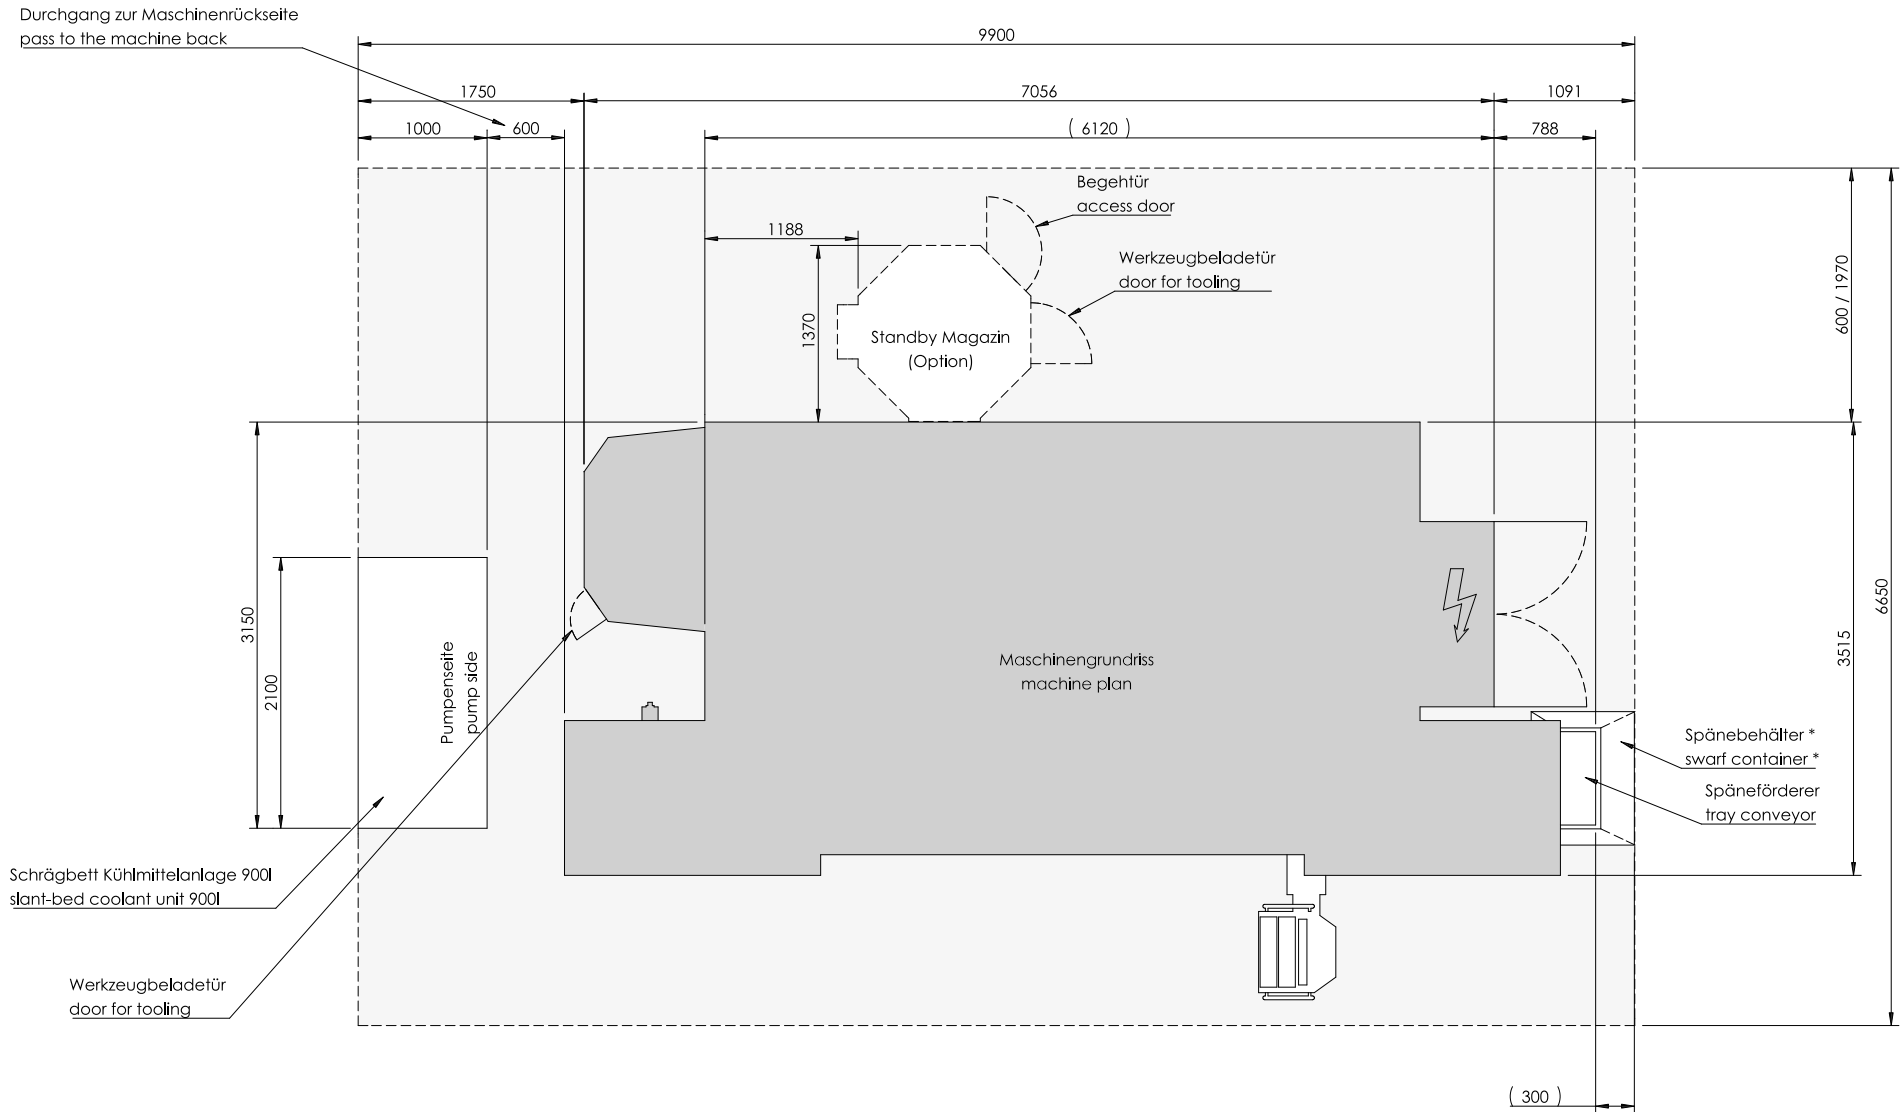 Durchgang zur Maschinenrückseite
pass to the machine back
9900
1750
7056
1091
1000
600
( 6120 )
788
Begehtür
access door
1188
Werkzeugbeladetür
door for tooling
600 / 1970
1370
Standby Magazin
(Option)
6650
3150
3515
2100
Pumpenseite
pump side
Maschinengrundriss
machine plan
Spänebehälter *
swarf container *
Späneförderer
tray conveyor
Schrägbett Kühlmittelanlage 900l
slant-bed coolant unit 900l
Werkzeugbeladetür
door for tooling
( 300 )